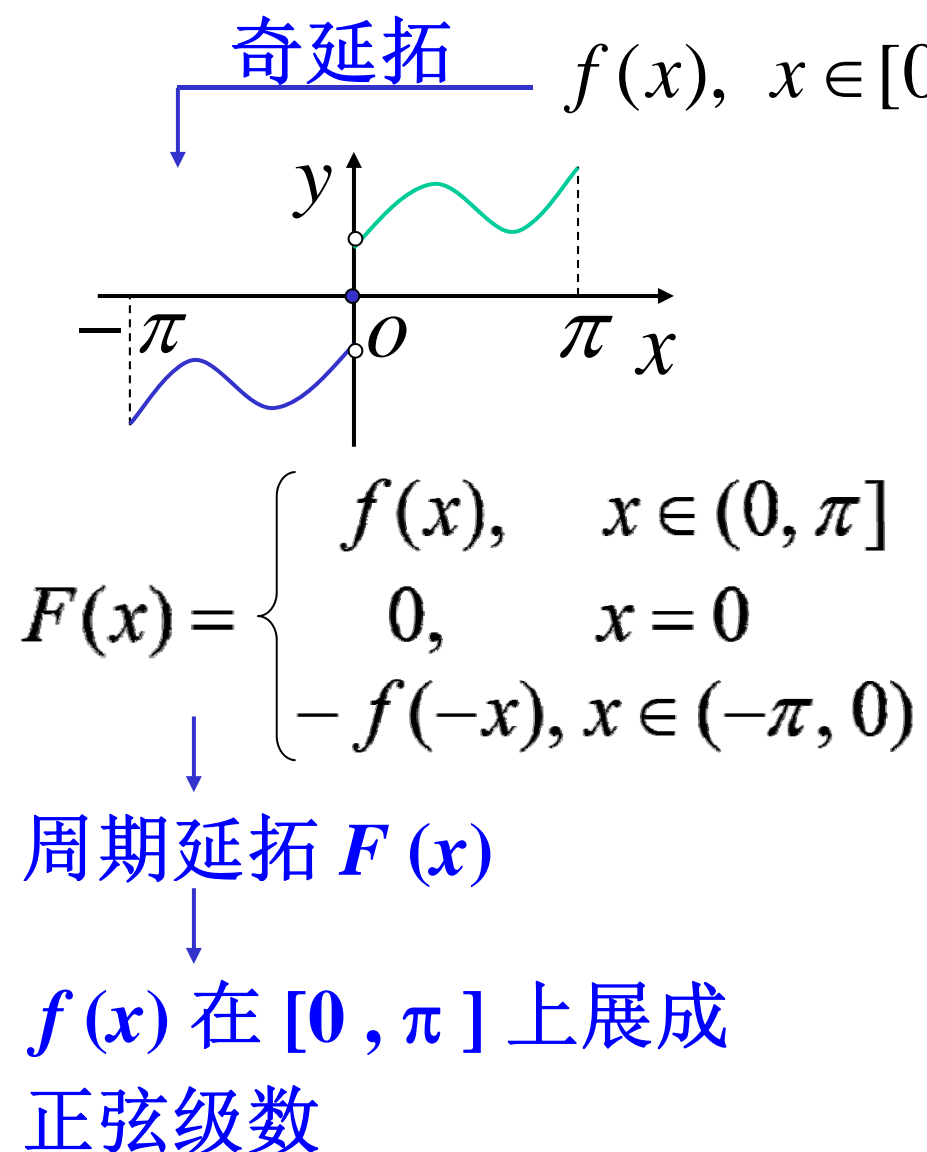 奇延拓
f (x), x ∈ [0
y
− π o π x
f (x), x ∈ (0, π]
F(x) = { 0, x = 0
− f (−x), x ∈ (−π, 0)
周期延拓 F (x)
f (x) 在 [0 , π ] 上展成
正弦级数